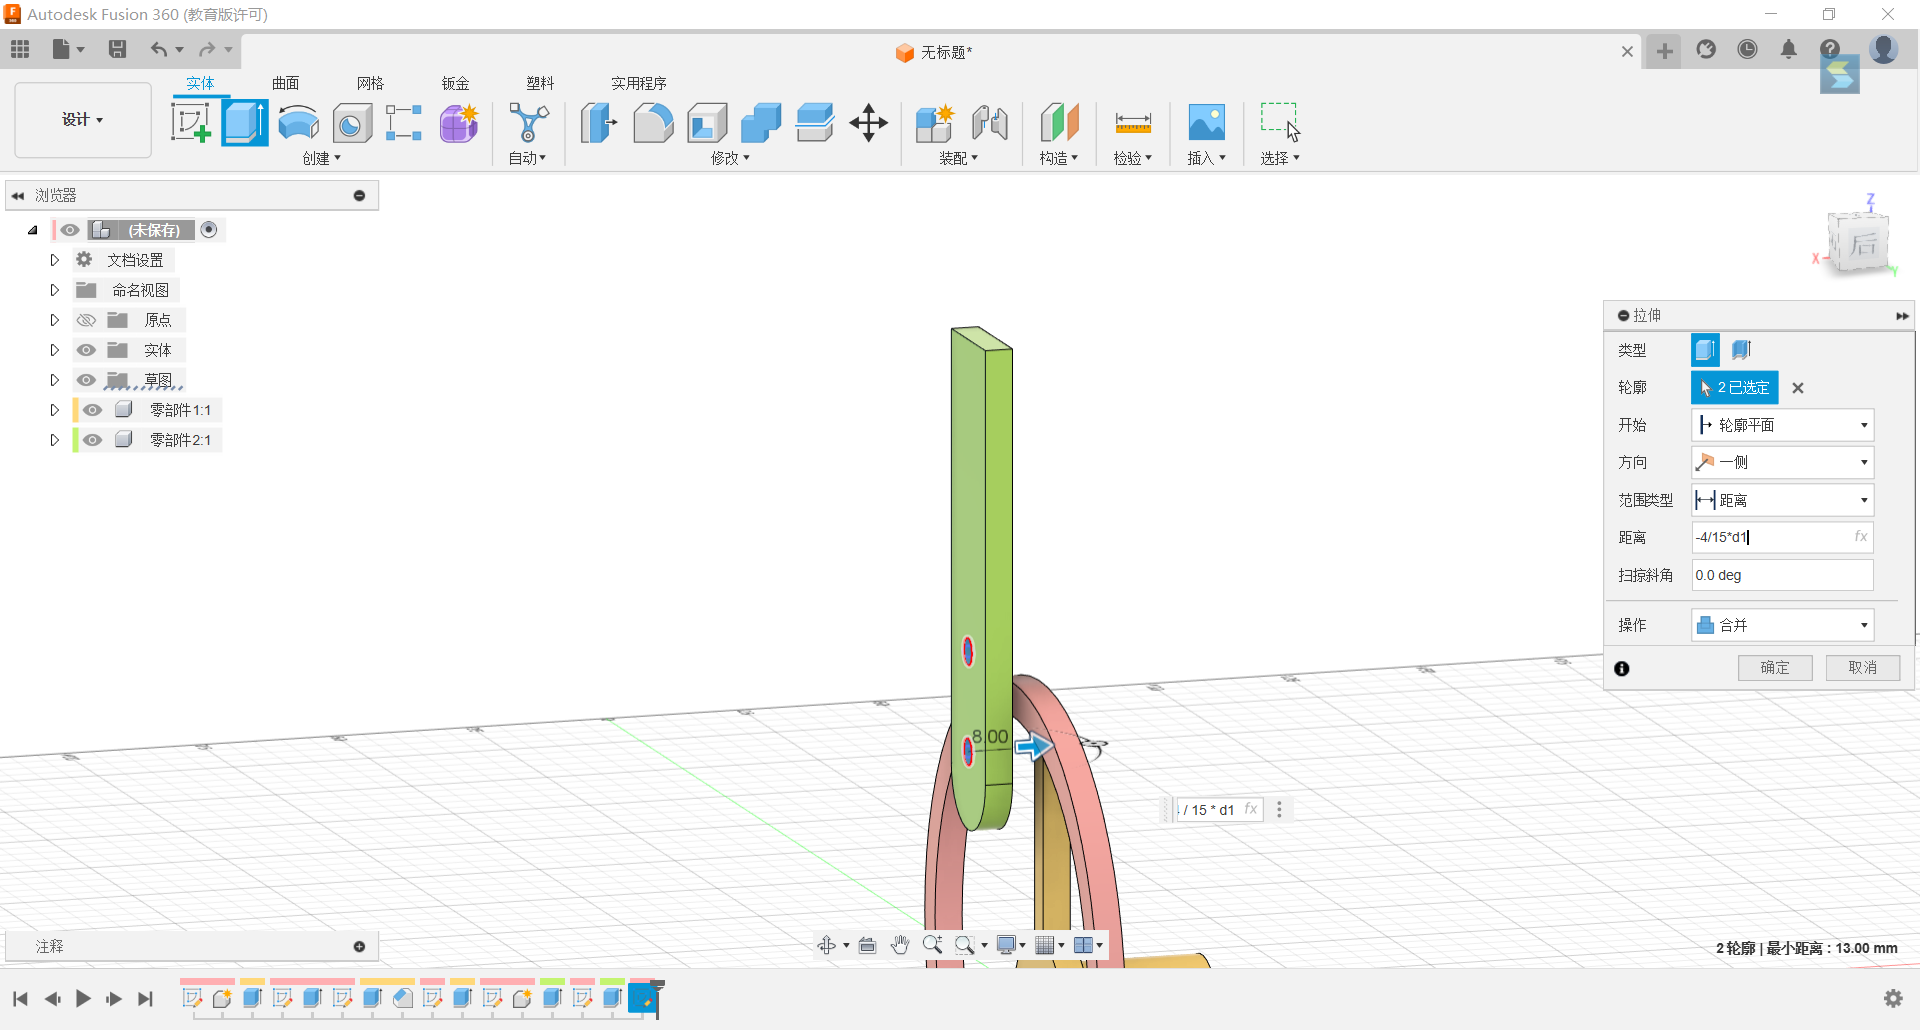 Autodesk Fusion 360 (教育版许可)
无标题*
设计
实体 曲面 网格 钣金 塑料 实用程序
创建 自动 修改 装配 构造 检验 插入 选择
浏览器
(未保存)
文档设置
命名视图
原点
实体
草图
零部件1:1
零部件2:1
Z
后
X
Y
拉伸
类型
轮廓 2 已选定
开始 轮廓平面
方向 一侧
范围类型 距离
距离 -4/15*d1 fx
扫掠斜角 0.0 deg
操作 合并
确定 取消
8.00
/ 15 * d1 fx
注释
2 轮廓 | 最小距离 : 13.00 mm